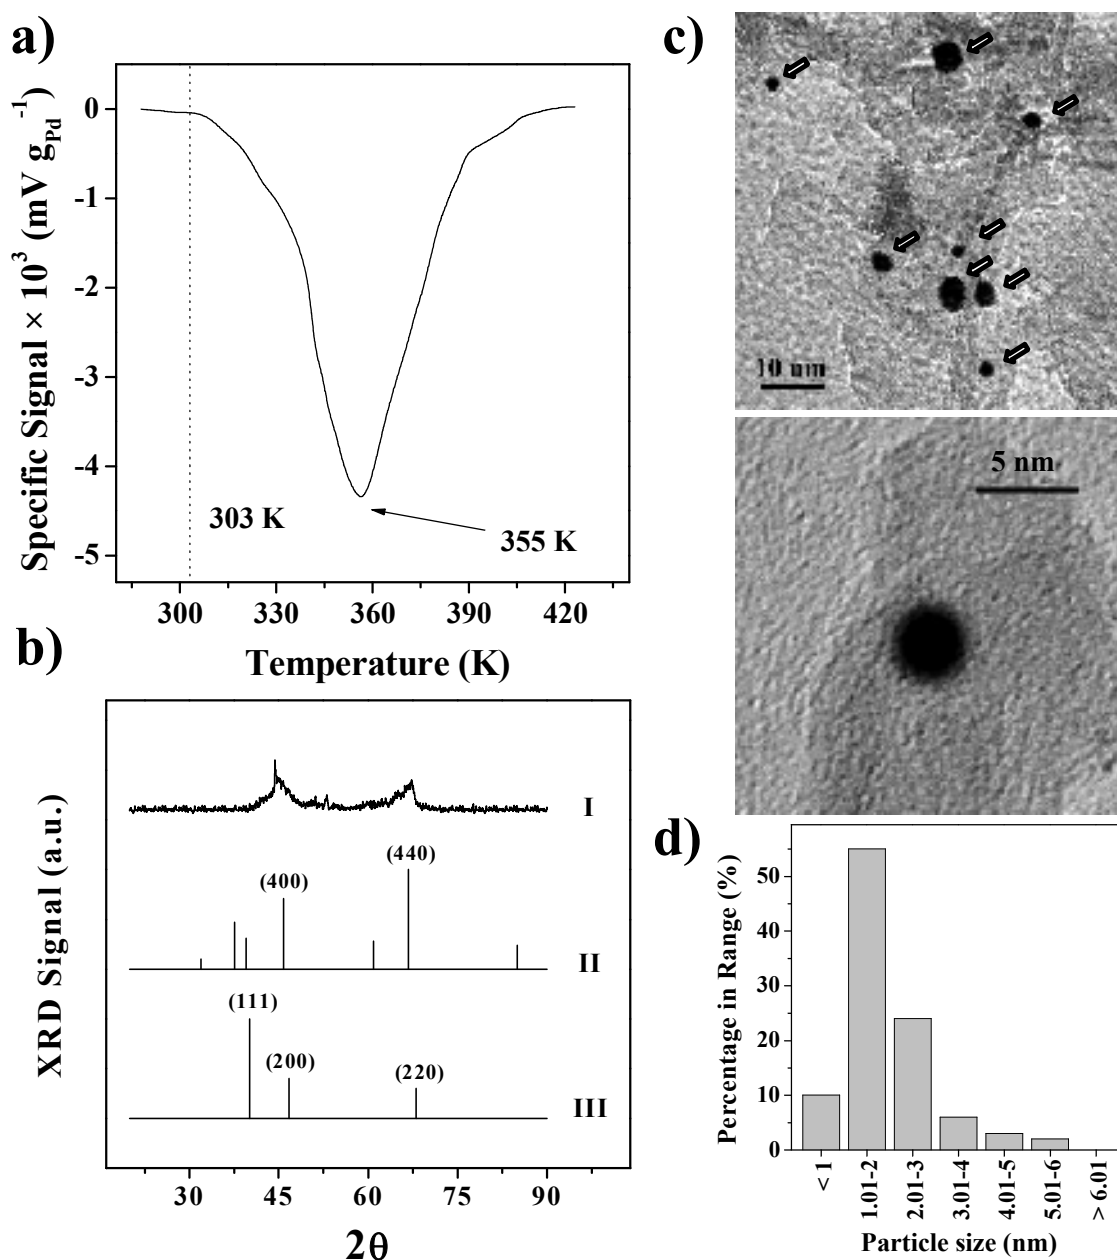 a)
Specific Signal × 10³ (mV g_Pd⁻¹)
0
-1
-2
-3
-4
-5
303 K
355 K
300 330 360 390 420
Temperature (K)
b)
XRD Signal (a.u.)
I
(400)
(440)
II
(111)
(200)
(220)
III
30 45 60 75 90
2θ
c)
10 nm
5 nm
d)
Percentage in Range (%)
50
40
30
20
10
0
< 1
1.01-2
2.01-3
3.01-4
4.01-5
5.01-6
> 6.01
Particle size (nm)